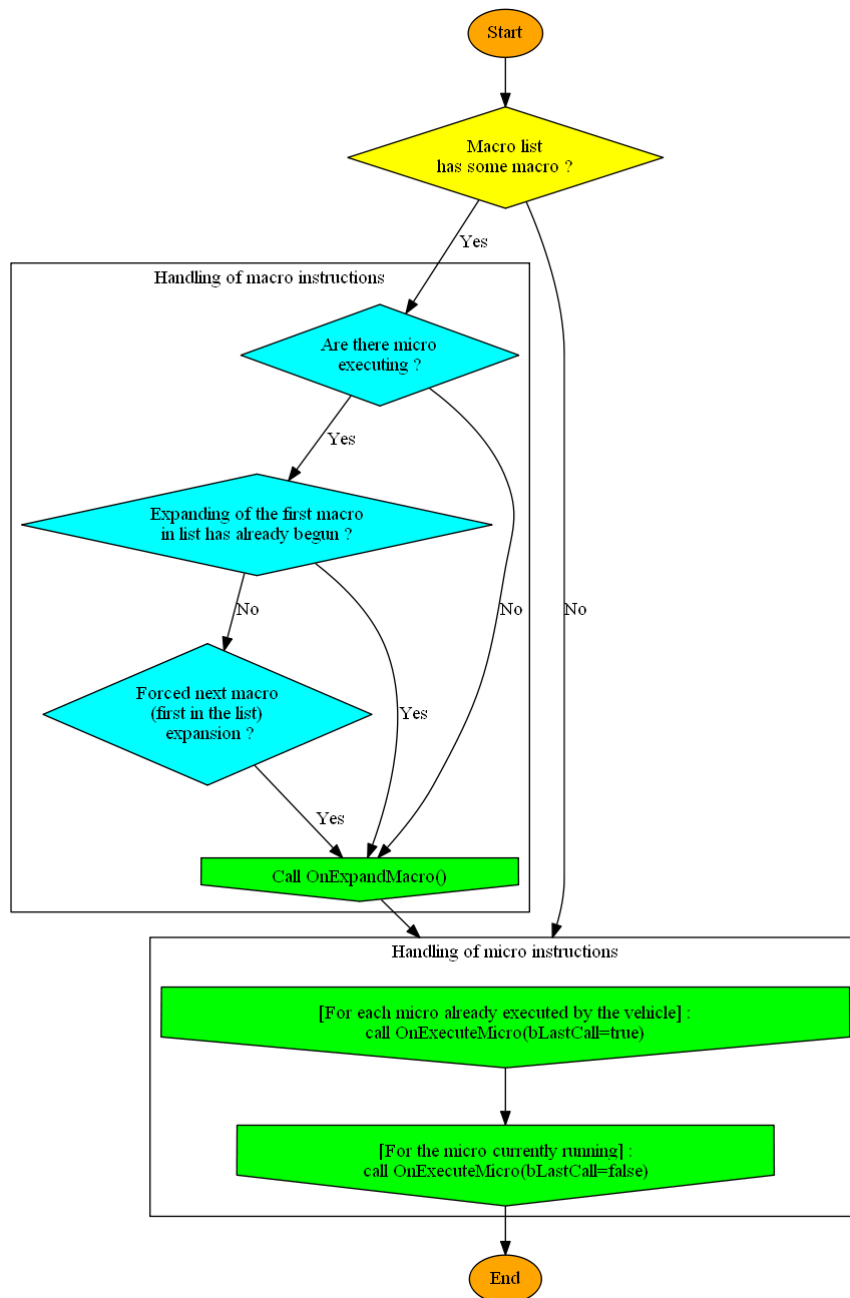 Start
Macro list
has some macro ?
Yes
Handling of macro instructions
Are there micro
executing ?
Yes
Expanding of the first macro
in list has already begun ?
No
No
No
Forced next macro
(first in the list)
expansion ?
Yes
Yes
Call OnExpandMacro()
Handling of micro instructions
[For each micro already executed by the vehicle] :
call OnExecuteMicro(bLastCall=true)
[For the micro currently running] :
call OnExecuteMicro(bLastCall=false)
End